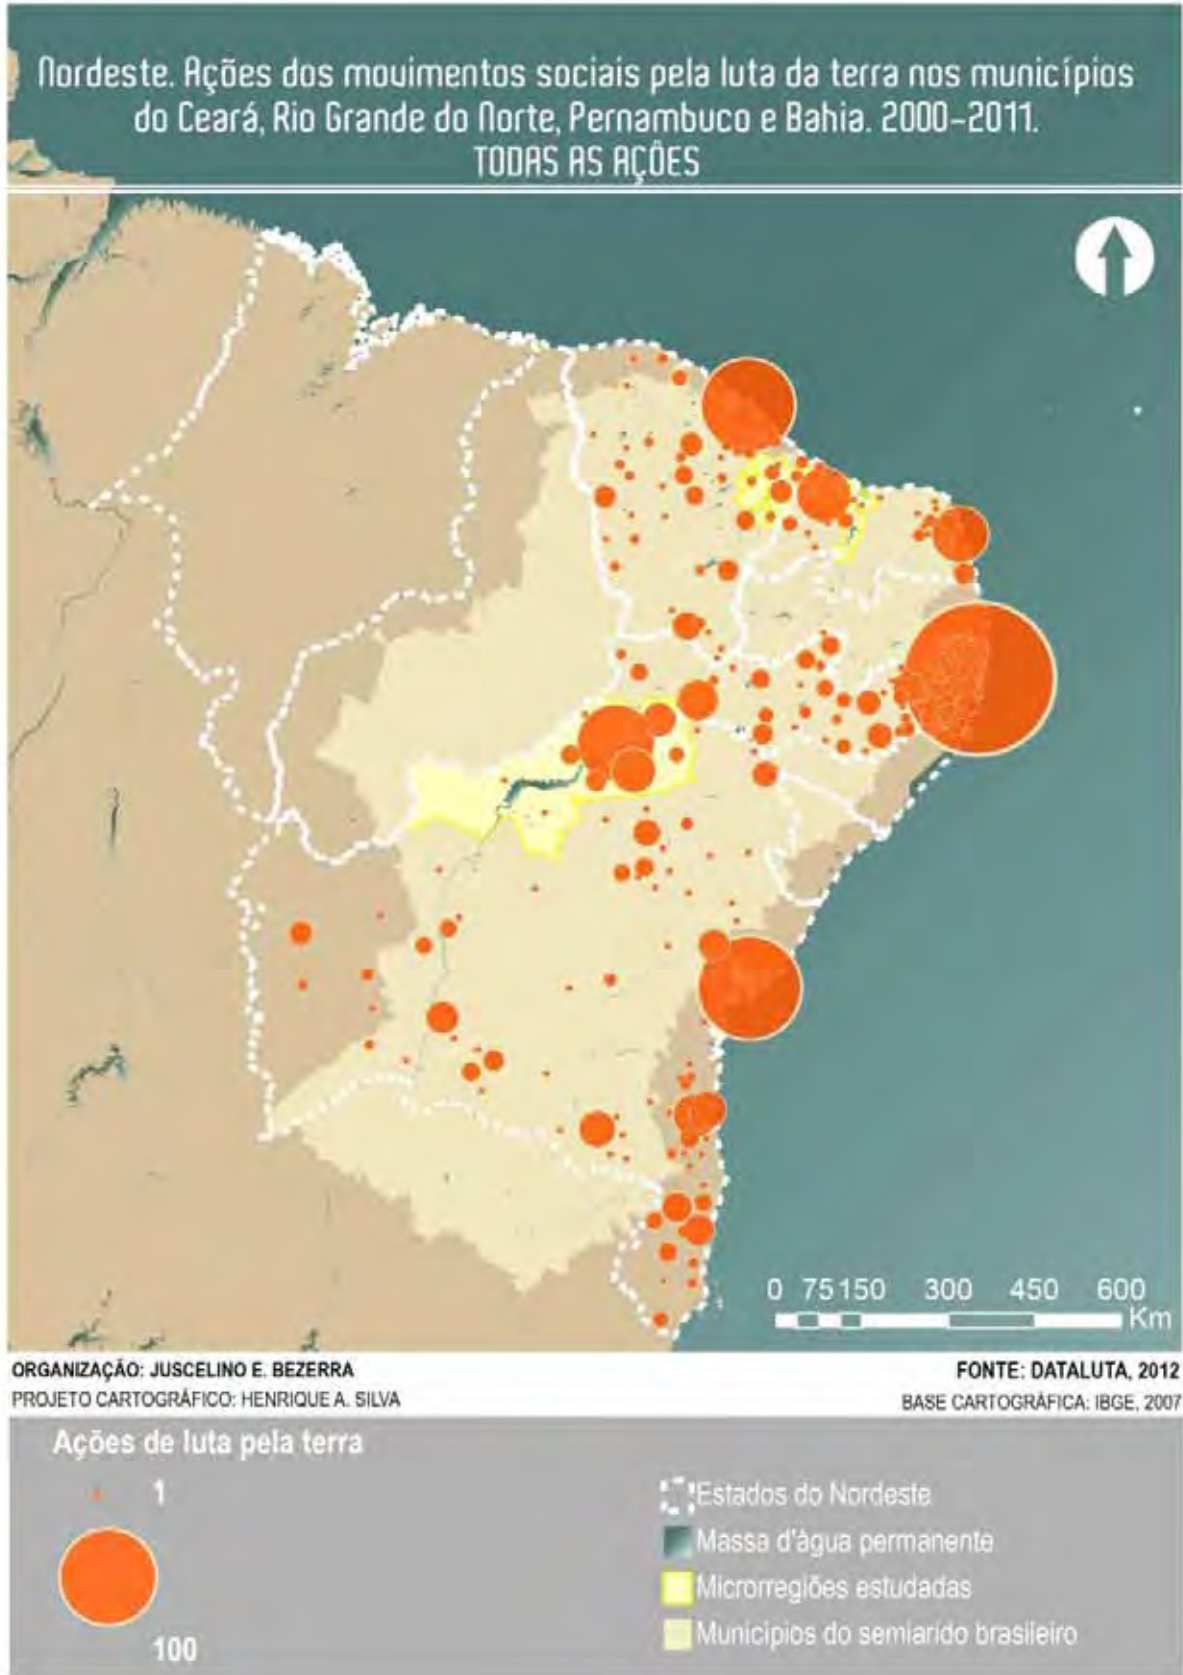 Nordeste. Ações dos movimentos sociais pela luta da terra nos municípios
do Ceará, Rio Grande do Norte, Pernambuco e Bahia. 2000-2011.
TODAS AS AÇÕES
0 75 150 300 450 600
Km
ORGANIZAÇÃO: JUSCELINO E. BEZERRA
FONTE: DATALUTA, 2012
PROJETO CARTOGRÁFICO: HENRIQUE A. SILVA
BASE CARTOGRÁFICA: IBGE, 2007
Ações de luta pela terra
1
100
Estados do Nordeste
Massa d'àgua permanente
Microrregiões estudadas
Municipios do semiarido brasileiro